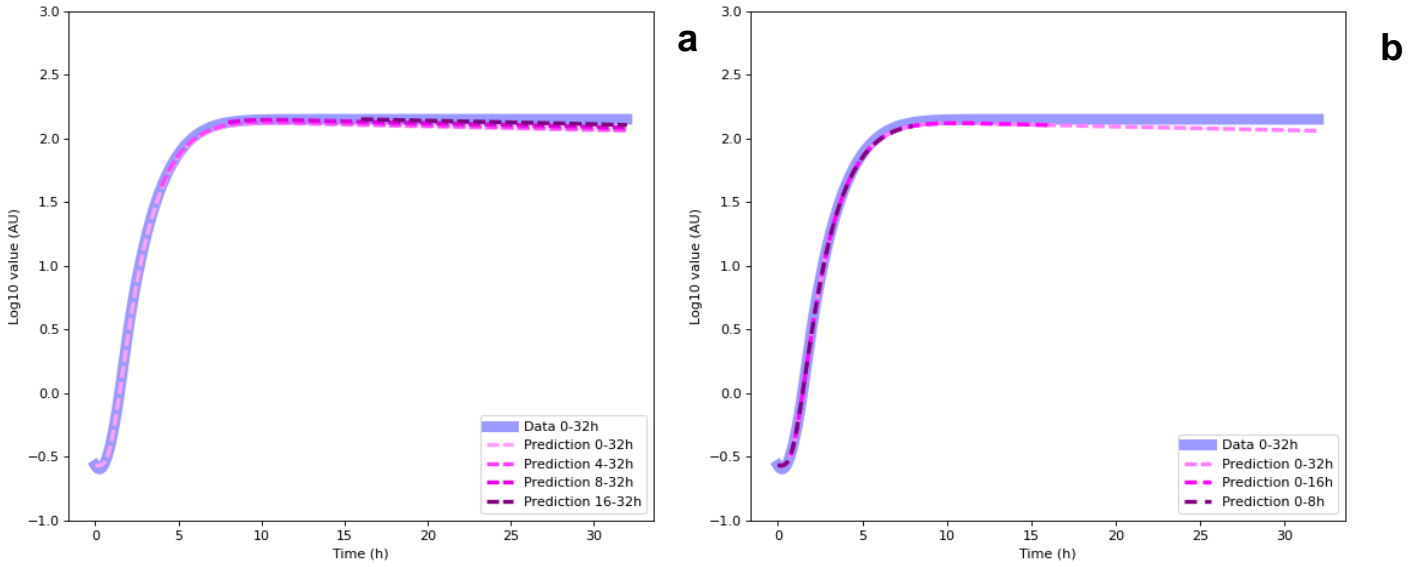 a
3.0
2.5
2.0
1.5
1.0
0.5
0.0
−0.5
−1.0
Log10 value (AU)
0 5 10 15 20 25 30
Time (h)
Data 0-32h
Prediction 0-32h
Prediction 4-32h
Prediction 8-32h
Prediction 16-32h
b
3.0
2.5
2.0
1.5
1.0
0.5
0.0
−0.5
−1.0
Log10 value (AU)
0 5 10 15 20 25 30
Time (h)
Data 0-32h
Prediction 0-32h
Prediction 0-16h
Prediction 0-8h